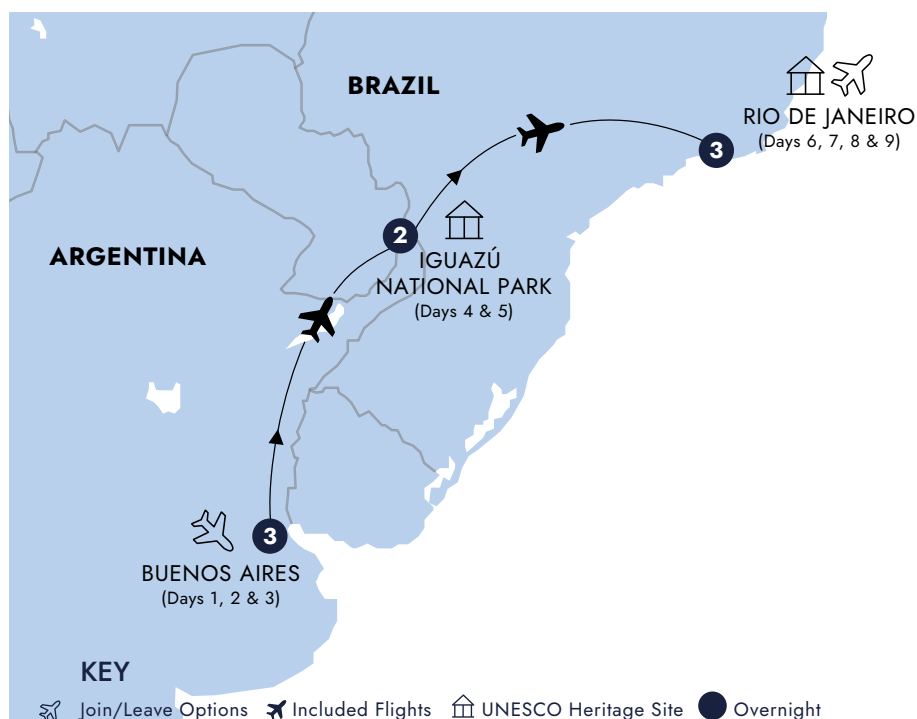 BRAZIL
RIO DE JANEIRO
(Days 6, 7, 8 & 9)
3
2
ARGENTINA
IGUAZÚ
NATIONAL PARK
(Days 4 & 5)
3
BUENOS AIRES
(Days 1, 2 & 3)
KEY
Join/Leave Options
Included Flights
UNESCO Heritage Site
Overnight